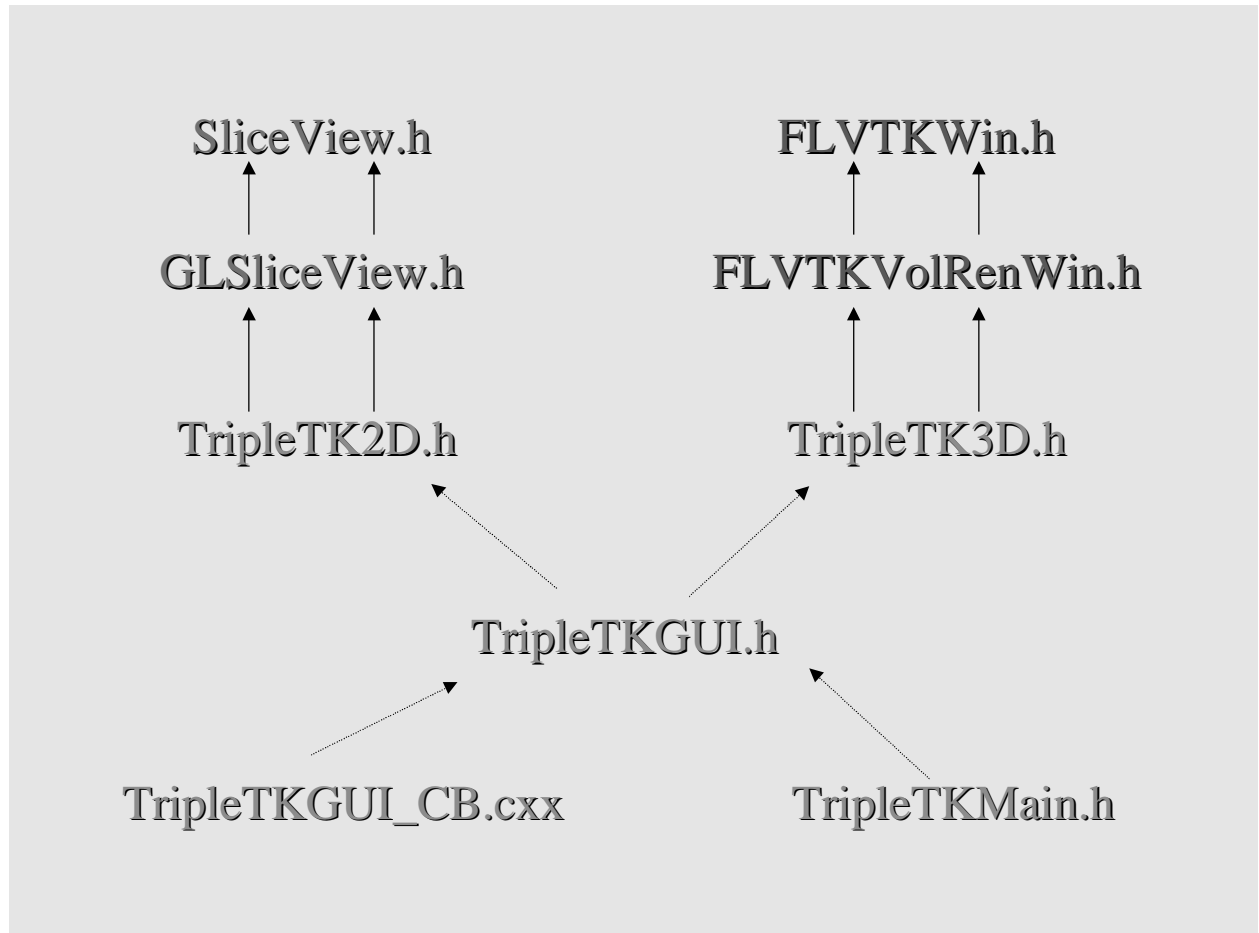 SliceView.h
FLVTKWin.h
GLSliceView.h
FLVTKVolRenWin.h
TripleTK2D.h
TripleTK3D.h
TripleTKGUI.h
TripleTKGUI_CB.cxx
TripleTKMain.h